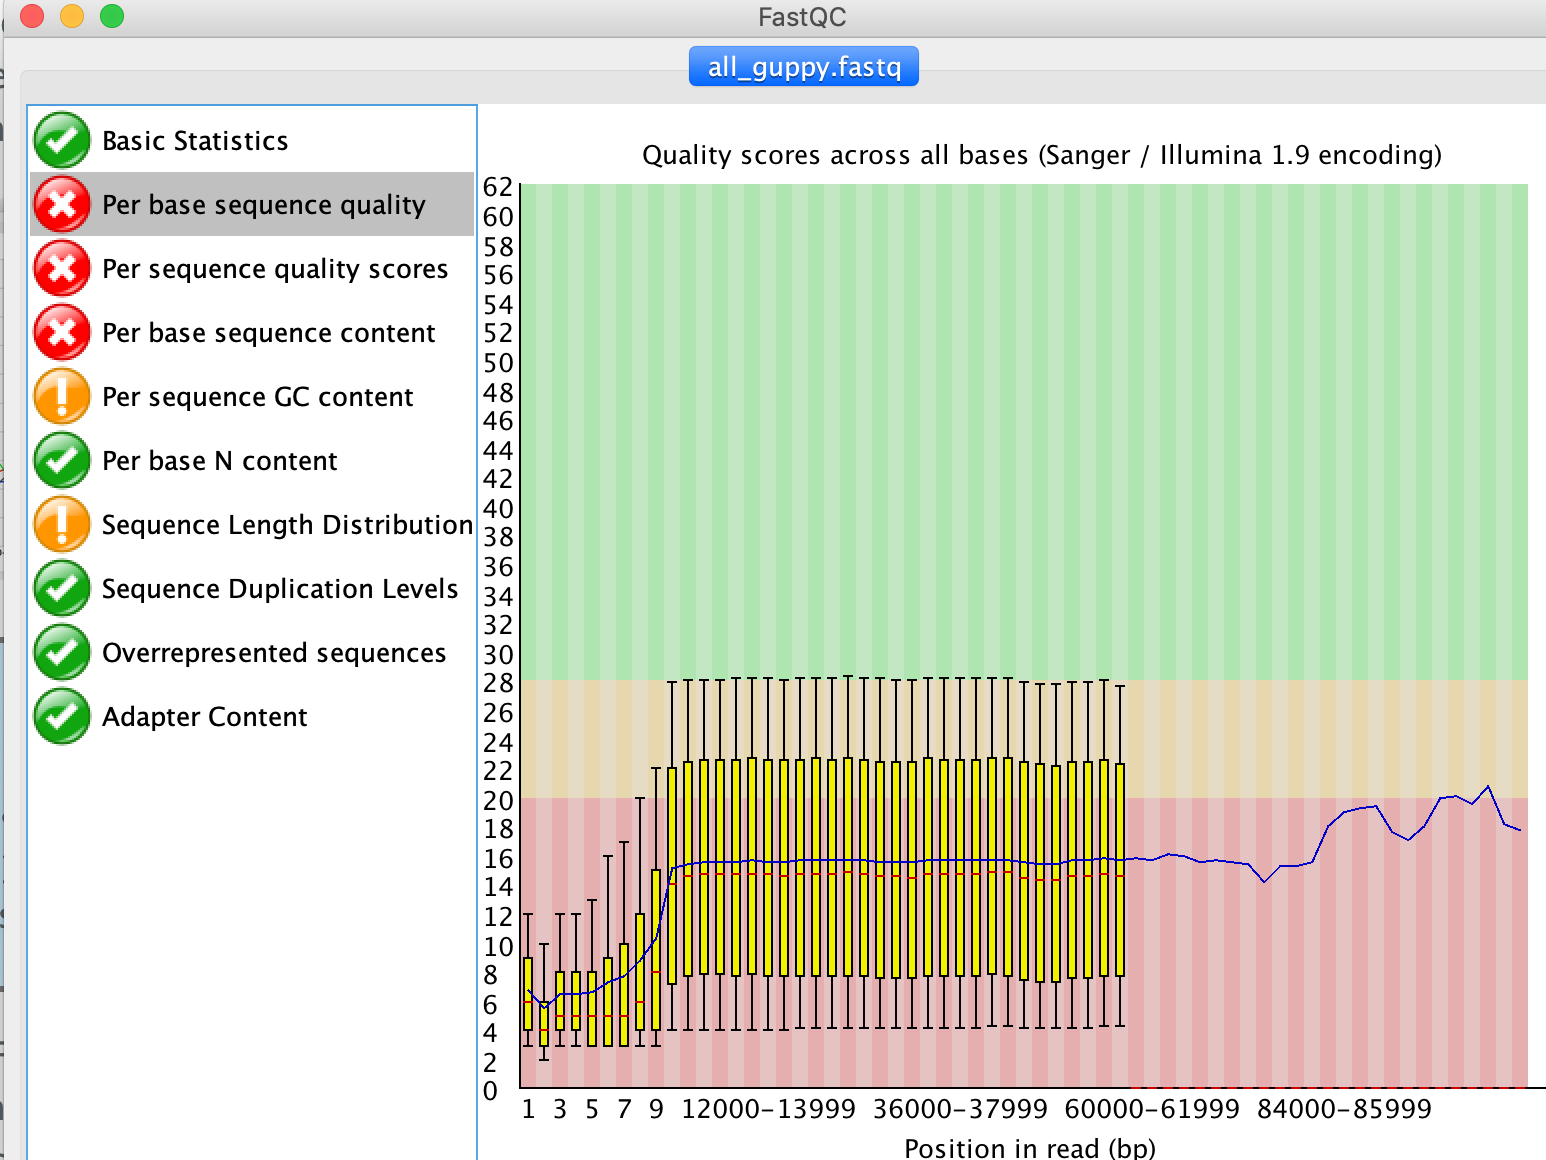 FastQC
all_guppy.fastq
Basic Statistics
Per base sequence quality
Per sequence quality scores
Per base sequence content
Per sequence GC content
Per base N content
Sequence Length Distribution
Sequence Duplication Levels
Overrepresented sequences
Adapter Content
Quality scores across all bases (Sanger / Illumina 1.9 encoding)
62
60
58
56
54
52
50
48
46
44
42
40
38
36
34
32
30
28
26
24
22
20
18
16
14
12
10
8
6
4
2
0
1 3 5 7 9 12000-13999 36000-37999 60000-61999 84000-85999
Position in read (bp)